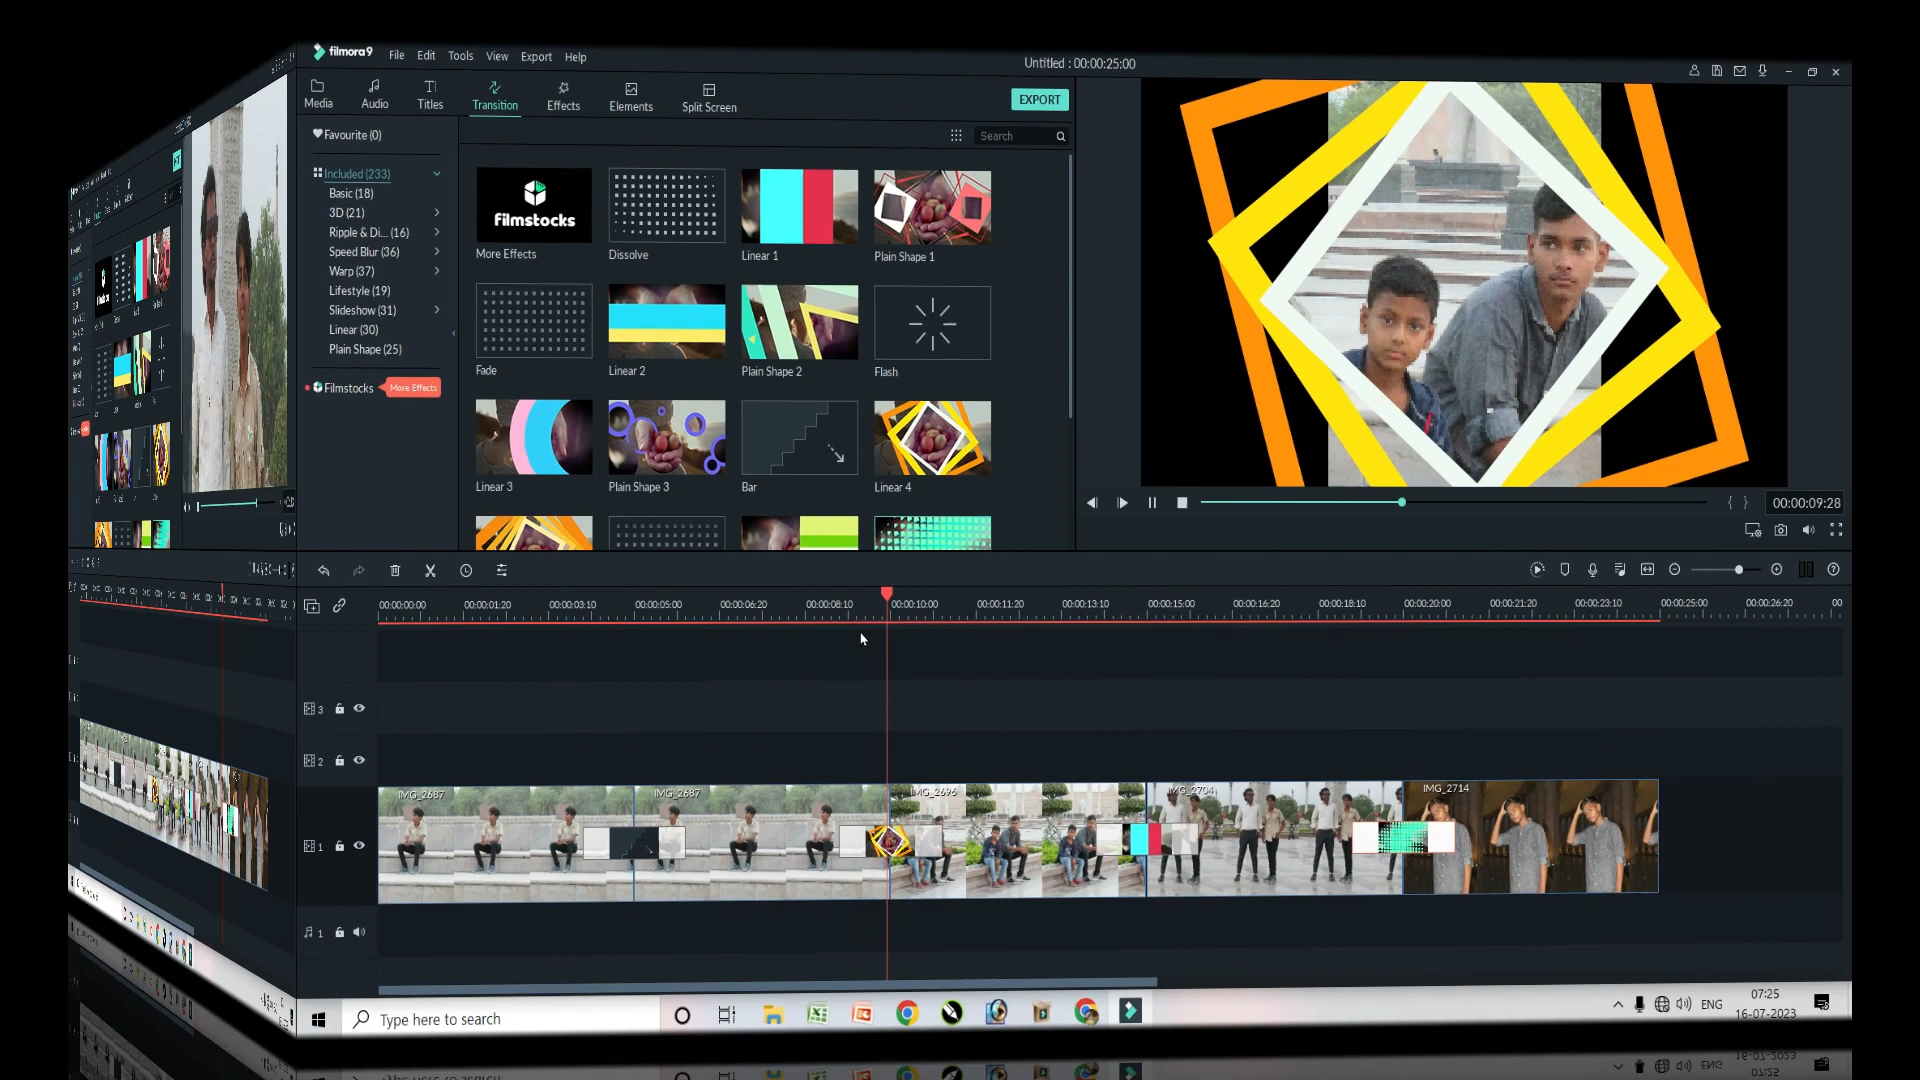 filmora9
File Edit Tools View Export Help
Untitled : 00:00:25:00
Media Audio Titles Transition Effects Elements Split Screen
EXPORT
Favourite (0)
Search
Included (233)
Basic (18)
3D (21)
Ripple & Di... (16)
Speed Blur (36)
Warp (37)
Lifestyle (19)
Slideshow (31)
Linear (30)
Plain Shape (25)
Filmstocks More Effects
filmstocks
More Effects Dissolve Linear 1 Plain Shape 1
Fade Linear 2 Plain Shape 2 Flash
Linear 3 Plain Shape 3 Bar Linear 4
00:00:09:28
00:00:00:00 00:00:01:20 00:00:03:10 00:00:05:00 00:00:06:20 00:00:08:10 00:00:10:00 00:00:11:20 00:00:13:10 00:00:15:00 00:00:16:20 00:00:18:10 00:00:20:00 00:00:21:20 00:00:23:10 00:00:25:00 00:00:26:20 00
3
2
IMG_2687 IMG_2687 IMG_2696 IMG_2704 IMG_2714
1
1
Type here to search
ENG
07:25
16-07-2023